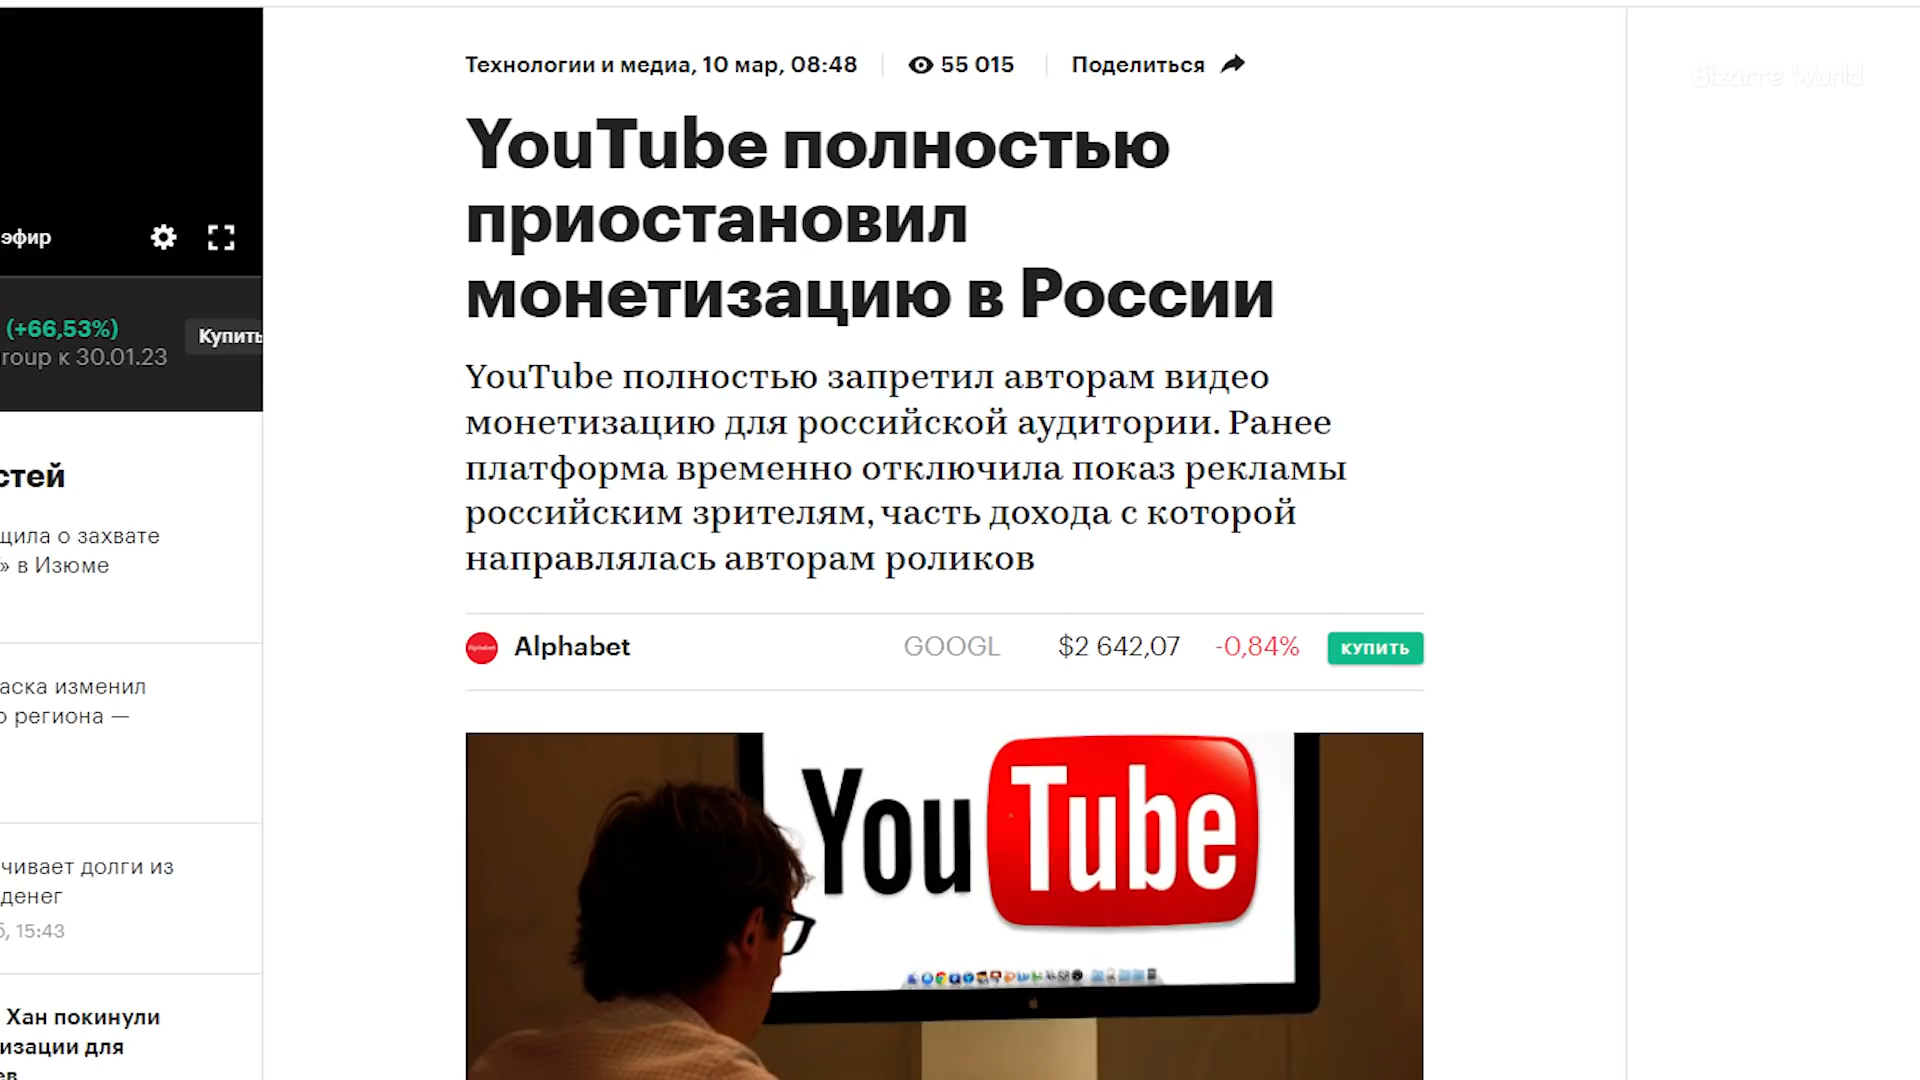 Технологии и медиа, 10 мар, 08:48
55 015
Поделиться
Bizarre World
YouTube полностью
приостановил
монетизацию в России
YouTube полностью запретил авторам видео
монетизацию для российской аудитории. Ранее
платформа временно отключила показ рекламы
российским зрителям, часть дохода с которой
направлялась авторам роликов
Alphabet
GOOGL
$2 642,07
-0,84%
КУПИТЬ
YouTube
эфир
(+66,53%)
roup к 30.01.23
Купить
стей
щила о захвате
» в Изюме
аска изменил
о региона —
чивает долги из
денег
, 15:43
Хан покинули
изации для
ев